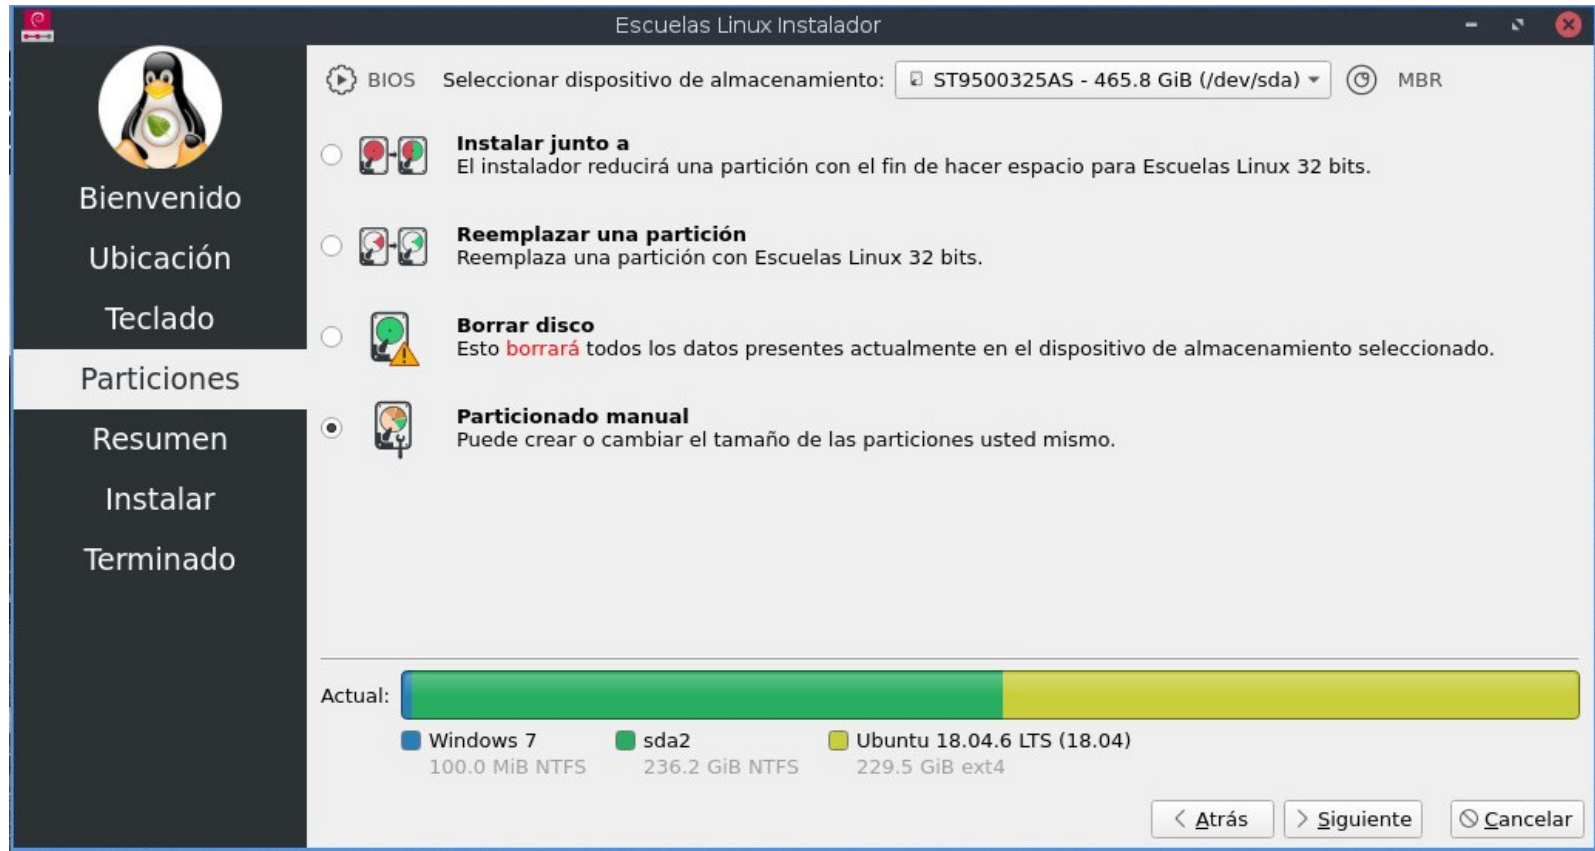 Escuelas Linux Instalador
BIOS Seleccionar dispositivo de almacenamiento: ST9500325AS - 465.8 GiB (/dev/sda) MBR
Bienvenido
Ubicación
Teclado
Particiones
Resumen
Instalar
Terminado
Instalar junto a
El instalador reducirá una partición con el fin de hacer espacio para Escuelas Linux 32 bits.
Reemplazar una partición
Reemplaza una partición con Escuelas Linux 32 bits.
Borrar disco
Esto borrará todos los datos presentes actualmente en el dispositivo de almacenamiento seleccionado.
Particionado manual
Puede crear o cambiar el tamaño de las particiones usted mismo.
Actual:
Windows 7 sda2 Ubuntu 18.04.6 LTS (18.04)
100.0 MiB NTFS 236.2 GiB NTFS 229.5 GiB ext4
Atrás Siguiente Cancelar